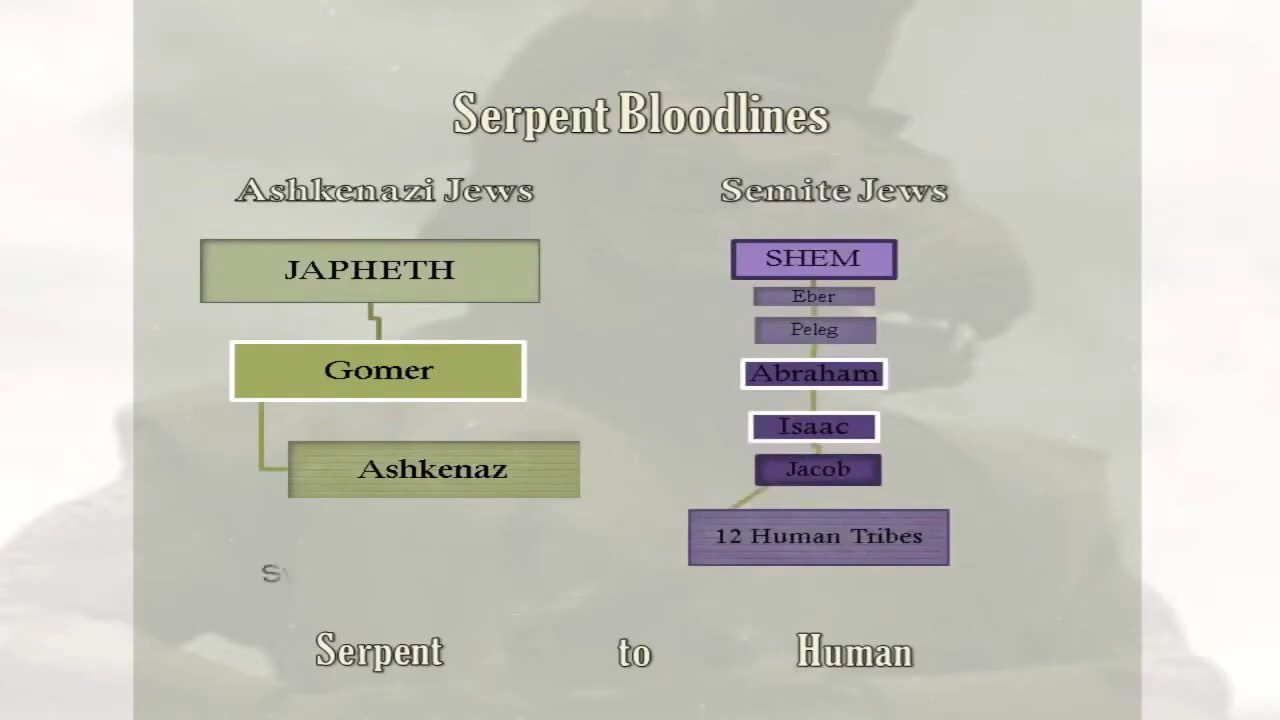 Serpent Bloodlines
Ashkenazi Jews
JAPHETH
Gomer
Ashkenaz
Semite Jews
SHEM
Eber
Peleg
Abraham
Isaac
Jacob
12 Human Tribes
Serpent to Human